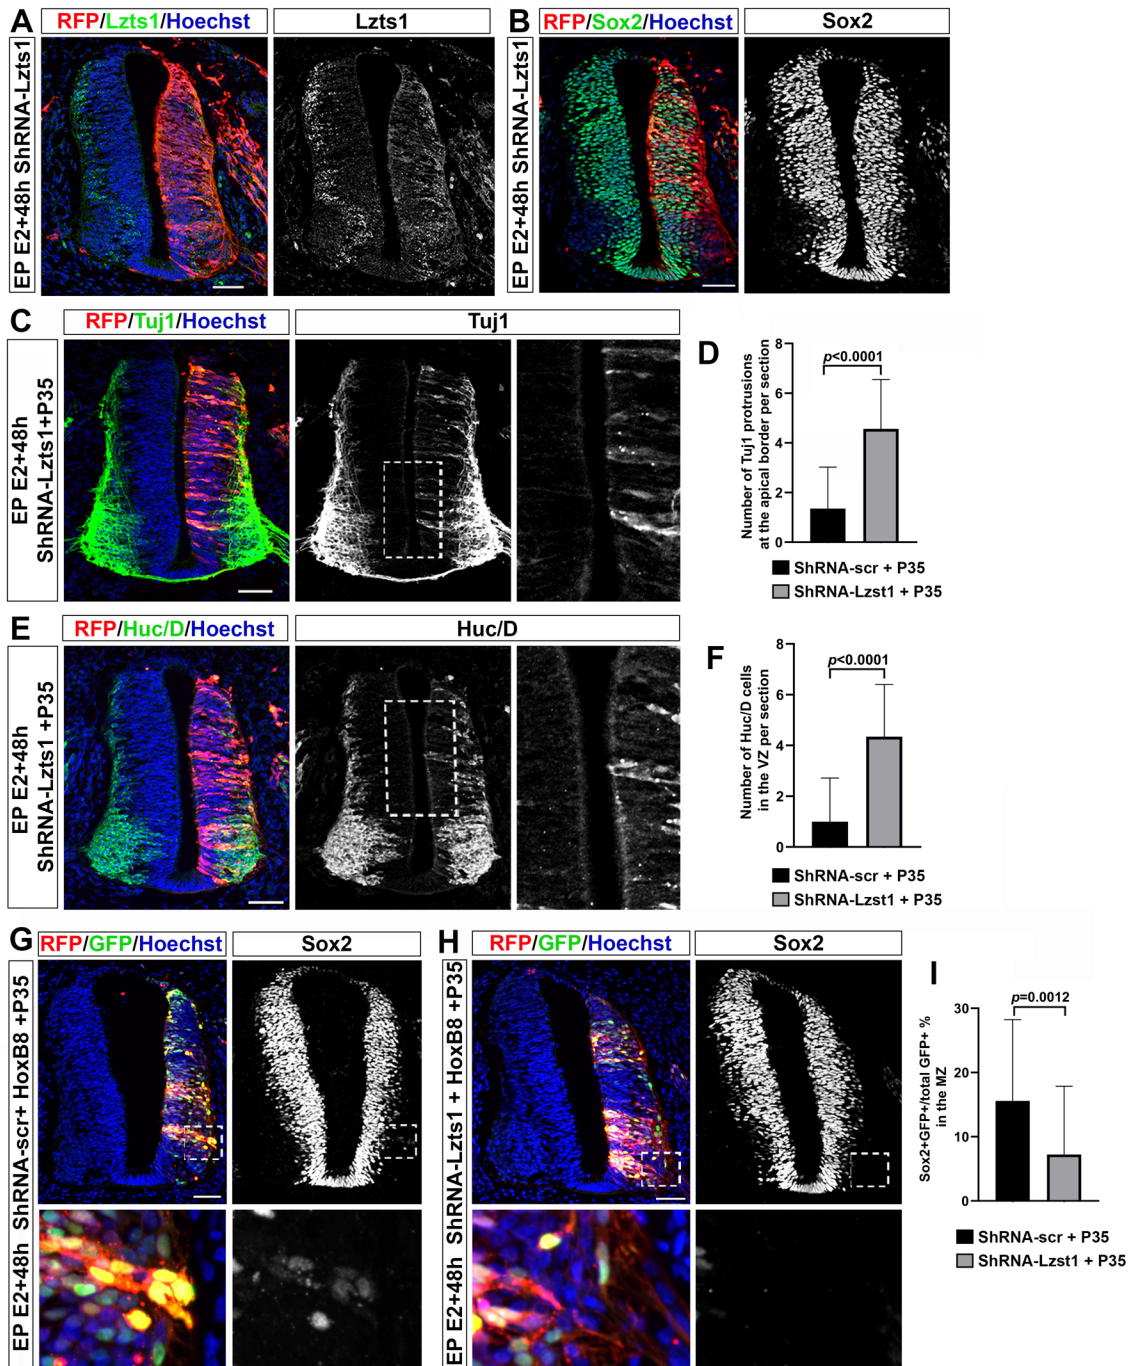 A
RFP/Lzts1/Hoechst
Lzts1
EP E2+48h ShRNA-Lzts1
B
RFP/Sox2/Hoechst
Sox2
EP E2+48h ShRNA-Lzts1
C
RFP/Tuj1/Hoechst
Tuj1
EP E2+48h
ShRNA-Lzts1+P35
D
Number of Tuj1 protrusions
at the apical border per section
8
6
4
2
0
p<0.0001
ShRNA-scr + P35
ShRNA-Lzst1 + P35
E
RFP/Huc/D/Hoechst
Huc/D
EP E2+48h
ShRNA-Lzts1 +P35
F
Number of Huc/D cells
in the VZ per section
8
6
4
2
0
p<0.0001
ShRNA-scr + P35
ShRNA-Lzst1 + P35
G
RFP/GFP/Hoechst
Sox2
EP E2+48h ShRNA-scr+ HoxB8 +P35
H
RFP/GFP/Hoechst
Sox2
EP E2+48h ShRNA-Lzts1 + HoxB8 +P35
I
Sox2+GFP+/total GFP+ %
in the MZ
30
20
10
0
p=0.0012
ShRNA-scr + P35
ShRNA-Lzst1 + P35